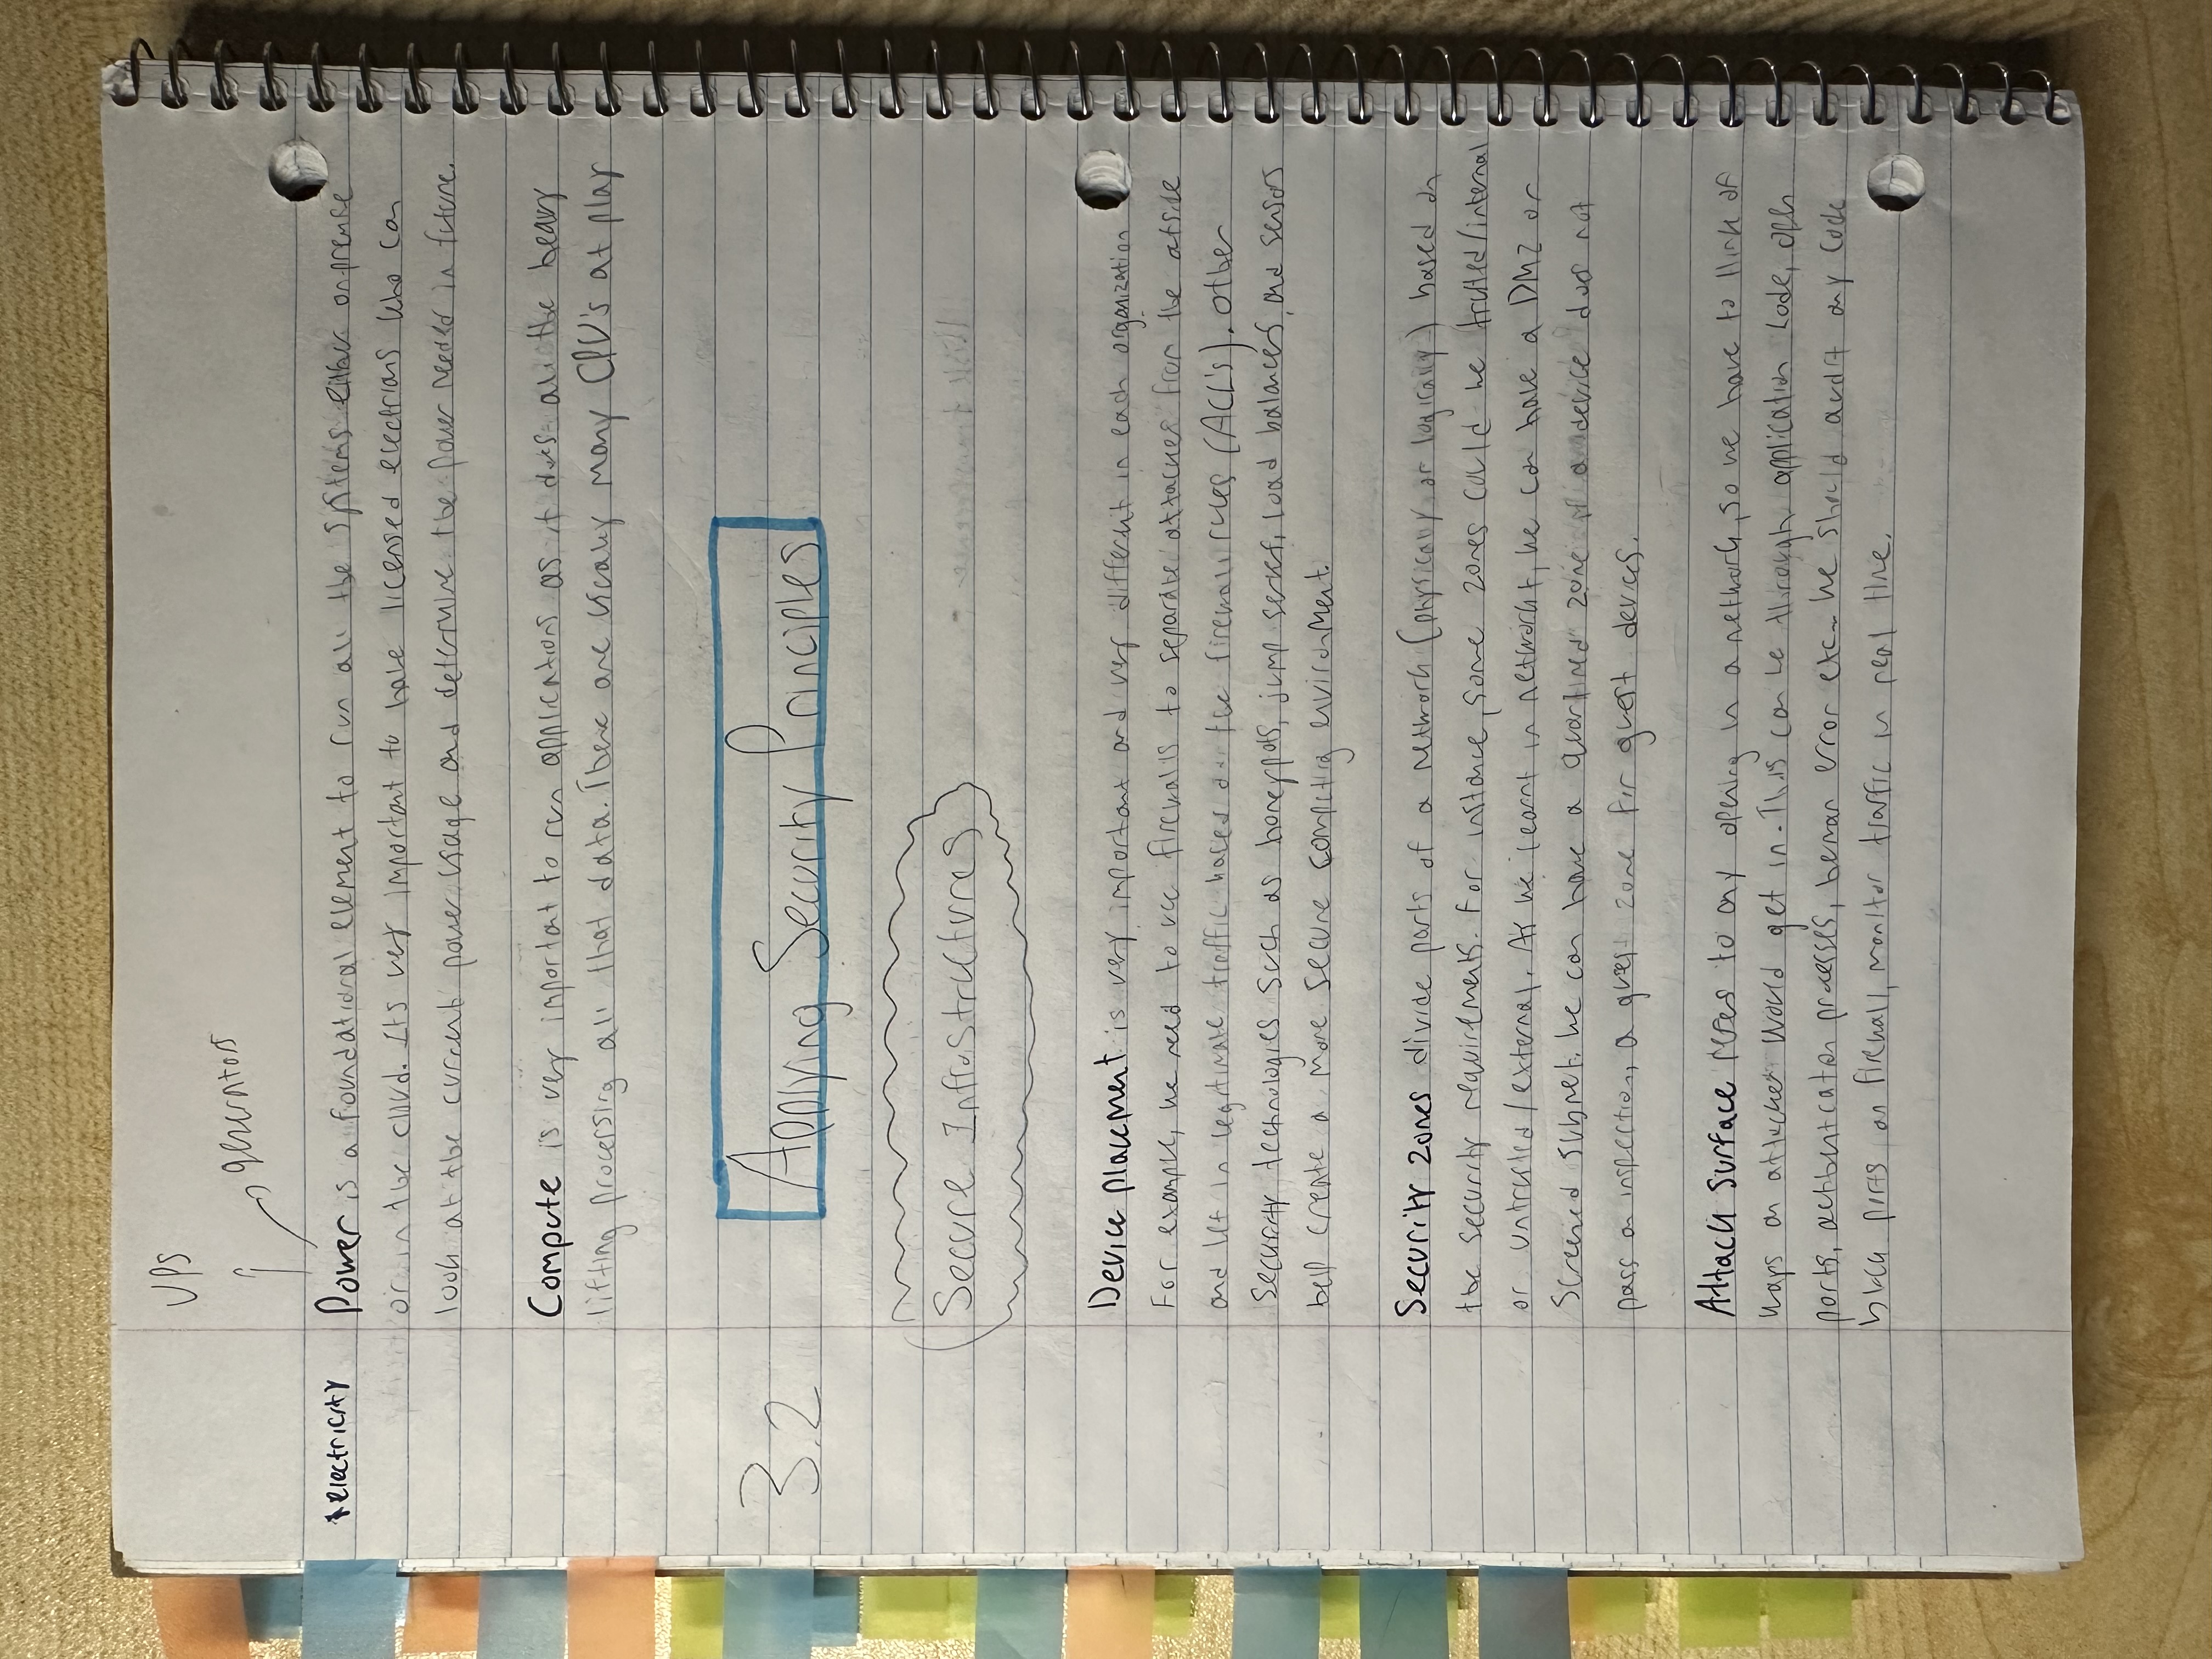 UPS
generators
*electricity
Power is a foundational element to run all the systems either onpremise
or in the cloud. Its very important to have licensed electrians who can
look at the current power usage and determine the power needed in future.
Compute is very important to run applications as it does all the heavy
lifting processing all that data. There are usually many CPU's at play
3.2
Applying Security Principles
Secure Infrustructures
Device placement is very important and very different in each organization
For example, we need to use firewalls to separate attackers from the
and let in legitimate traffic based on the firewall rules (ACL's). Other
security technologies such as honeypots, jump server, load balancers, and sensors
help create a more secure computing environment.
Security zones divide parts of a network (physically or logically) based on
the security requirements. For instance, some zones could be trusted/internal
or untrusted/external. As we learnt in network+, we can have a DMZ or
screened subnet. We can have a zone if a device does not
pass an inspection, a guest zone for guest devices.
Attack surface refers to any opening in a network, so we have to think of
ways an attacker would get in. This can be through application code, open
ports, authentication processes, human error etc. We should audit any code
block ports on firewall, monitor traffic in real time.